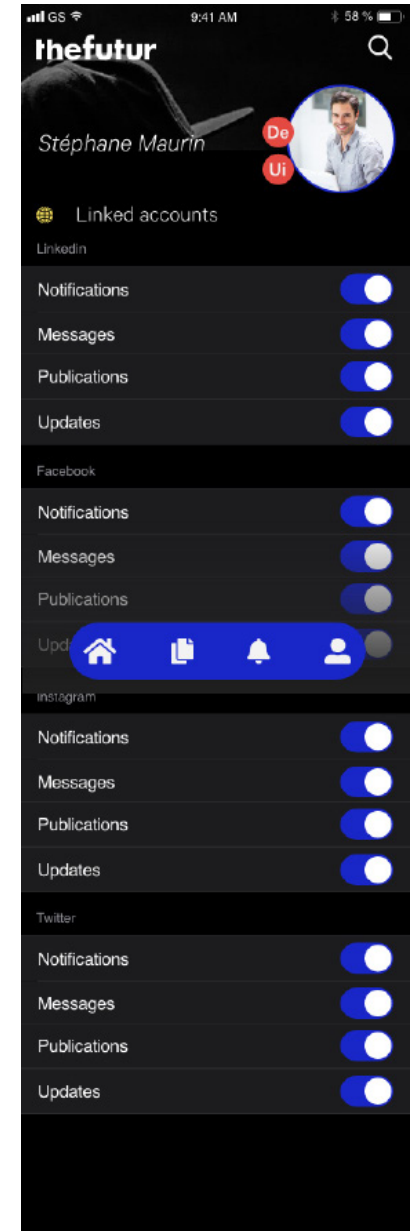 GS 9:41 AM 58 %
thefutur
De
Stéphane Maurin
Ui
Linked accounts
Linkedin
Notifications
Messages
Publications
Updates
Facebook
Notifications
Messages
Publications
Upd
Instagram
Notifications
Messages
Publications
Updates
Twitter
Notifications
Messages
Publications
Updates